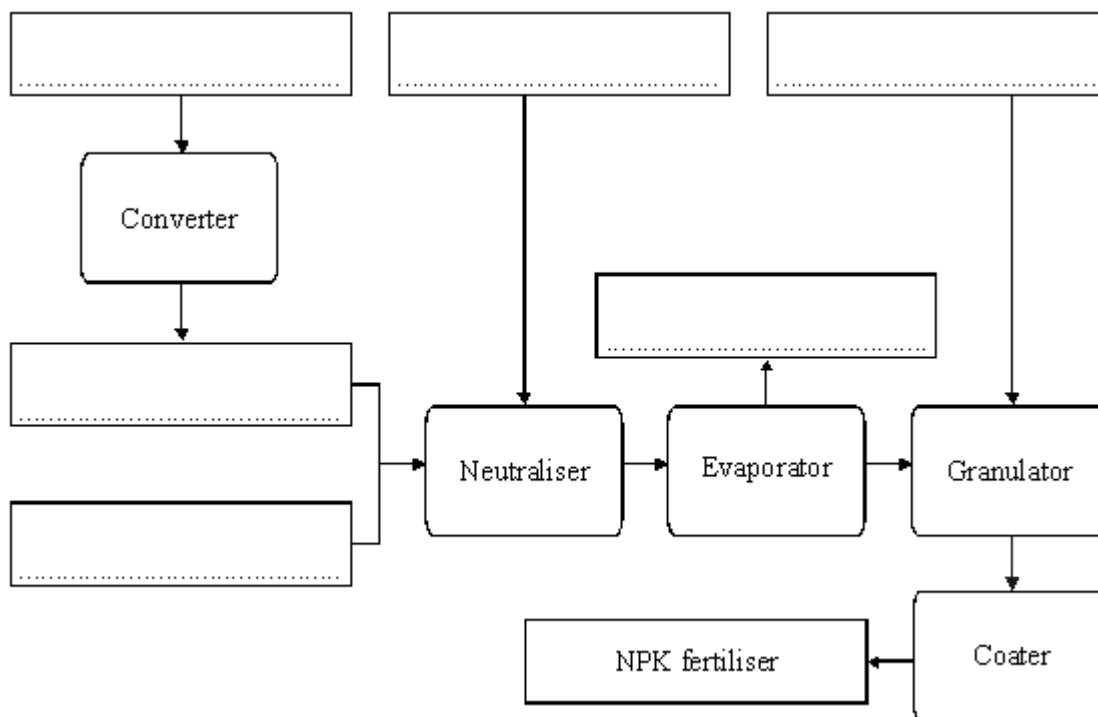 Converter
Neutraliser
Evaporator
Granulator
NPK fertiliser
Coater